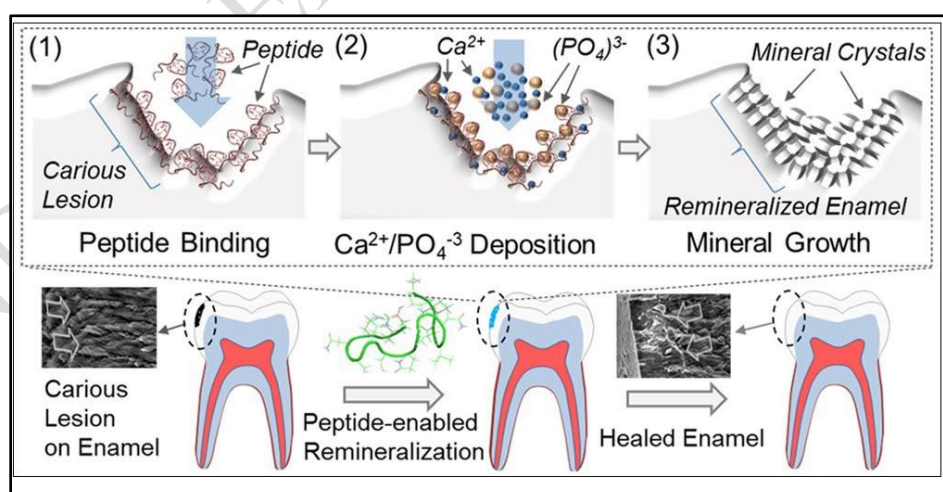 (1)
Peptide
(2)
Ca²⁺
(PO₄)³⁻
(3)
Mineral Crystals
Carious
Lesion
Remineralized Enamel
Peptide Binding
Ca²⁺/PO₄⁻³ Deposition
Mineral Growth
Carious
Lesion
on Enamel
Peptide-enabled
Remineralization
Healed Enamel